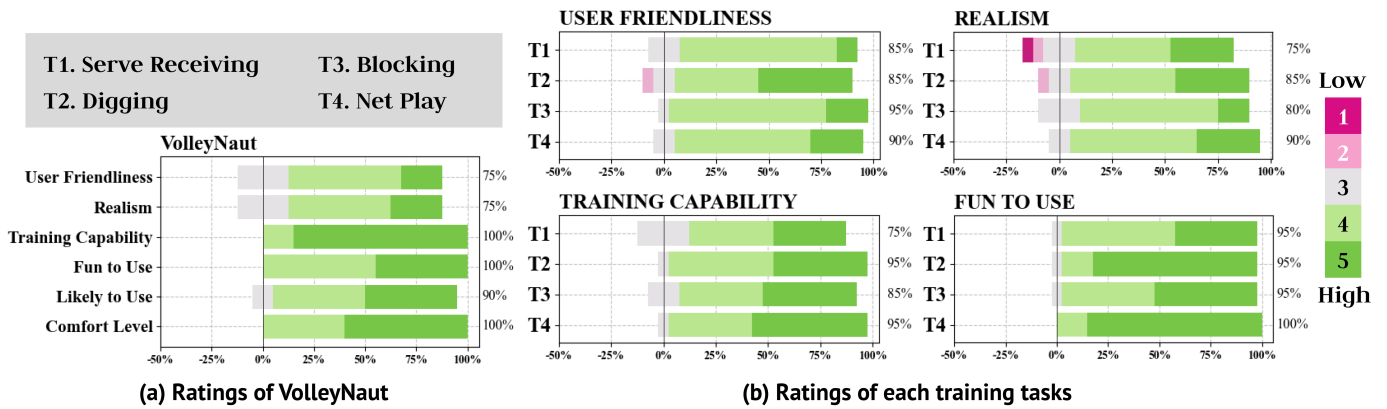 T1. Serve Receiving T3. Blocking
T2. Digging T4. Net Play
VolleyNaut
User Friendliness 75%
Realism 75%
Training Capability 100%
Fun to Use 100%
Likely to Use 90%
Comfort Level 100%
-50% -25% 0% 25% 50% 75% 100%
(a) Ratings of VolleyNaut
USER FRIENDLINESS
T1 85%
T2 85%
T3 95%
T4 90%
-50% -25% 0% 25% 50% 75% 100%
REALISM
T1 75%
T2 85%
T3 80%
T4 90%
-50% -25% 0% 25% 50% 75% 100%
TRAINING CAPABILITY
T1 75%
T2 95%
T3 85%
T4 95%
-50% -25% 0% 25% 50% 75% 100%
FUN TO USE
T1 95%
T2 95%
T3 95%
T4 100%
-50% -25% 0% 25% 50% 75% 100%
(b) Ratings of each training tasks
Low
1
2
3
4
5
High